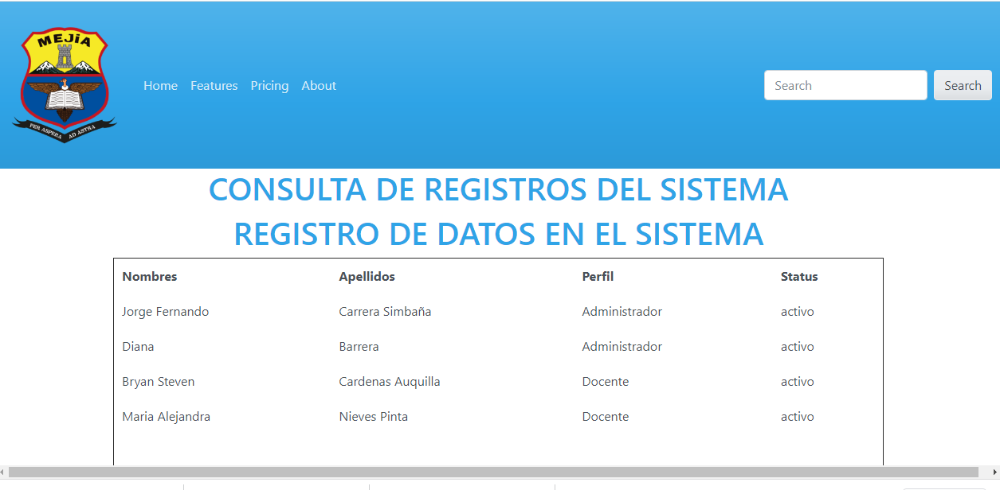 MEJÍA
PER ASPERA AD ASTRA
Home Features Pricing About Search Search
CONSULTA DE REGISTROS DEL SISTEMA
REGISTRO DE DATOS EN EL SISTEMA
Nombres Apellidos Perfil Status
Jorge Fernando Carrera Simbaña Administrador activo
Diana Barrera Administrador activo
Bryan Steven Cardenas Auquilla Docente activo
Maria Alejandra Nieves Pinta Docente activo